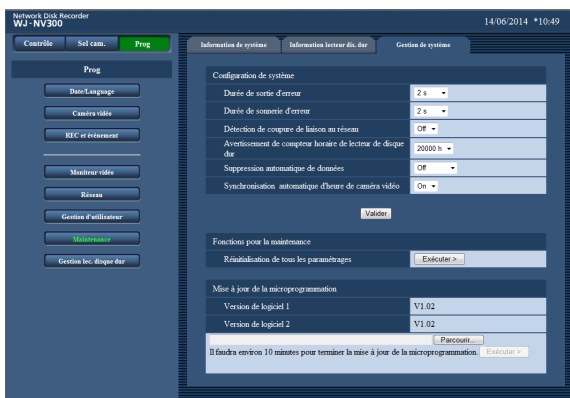 Network Disk Recorder
WJ-NV300
14/06/2014 *10:49
Contrôle Sel cam. Prog
Information de système Information lecteur dis. dur Gestion de système
Prog
Date/Language
Caméra vidéo
REC et événement
Moniteur vidéo
Réseau
Gestion d'utilisateur
Maintenance
Gestion lec. disque dur
Configuration de système
Durée de sortie d'erreur 2 s
Durée de sonnerie d'erreur 2 s
Détection de coupure de liaison au réseau Off
Avertissement de compteur horaire de lecteur de disque
dur 20000 h
Suppression automatique de données Off
Synchronisation automatique d'heure de caméra vidéo On
Valider
Fonctions pour la maintenance
Réinitialisation de tous les paramétrages Exécuter >
Mise à jour de la microprogrammation
Version de logiciel 1 V1.02
Version de logiciel 2 V1.02
Parcourir...
Il faudra environ 10 minutes pour terminer la mise à jour de la microprogrammation. Exécuter >